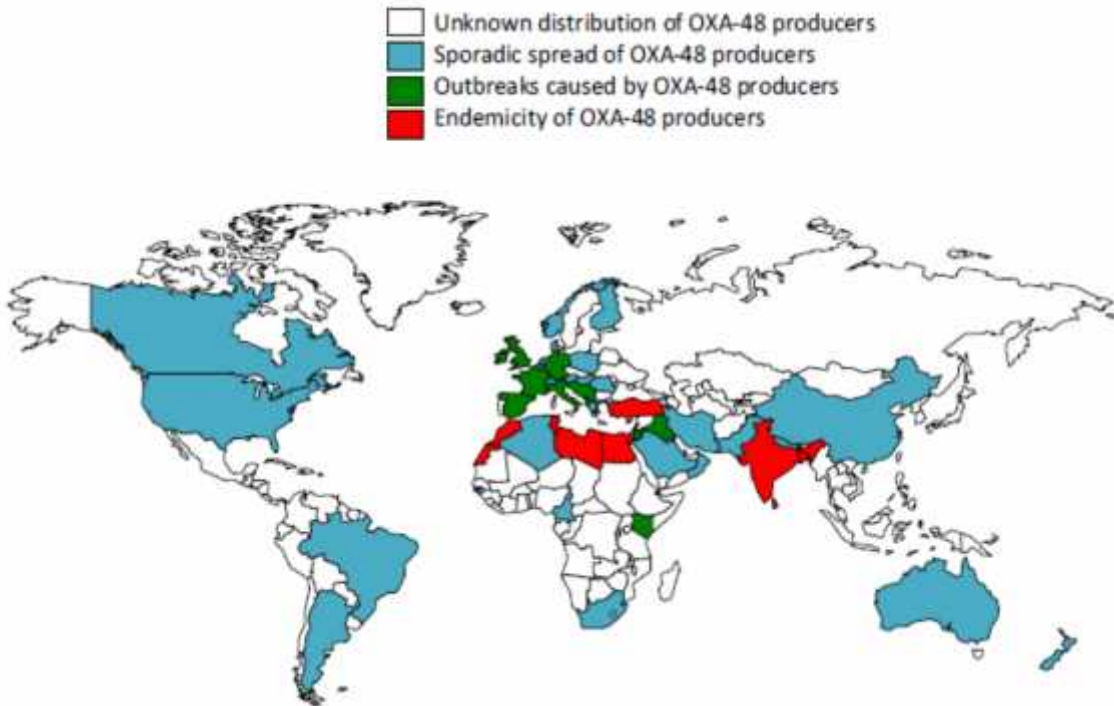 Unknown distribution of OXA-48 producers
Sporadic spread of OXA-48 producers
Outbreaks caused by OXA-48 producers
Endemicity of OXA-48 producers